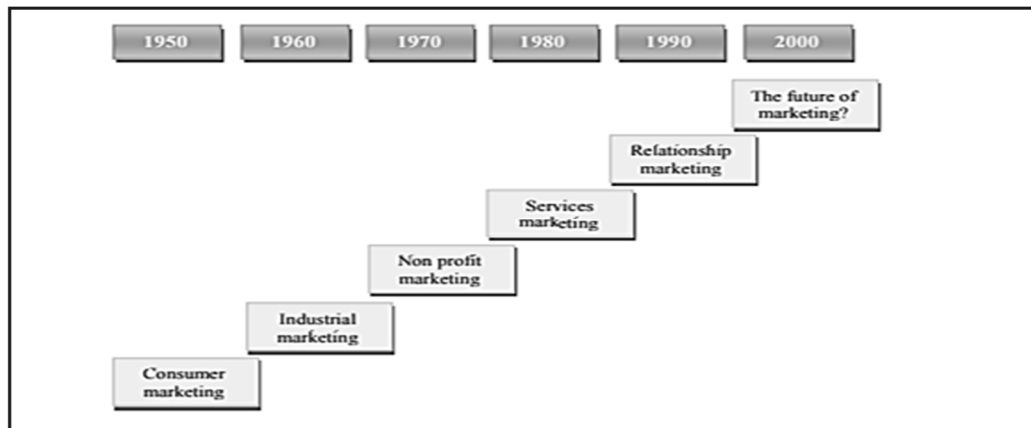 1950 1960 1970 1980 1990 2000
The future of
marketing?
Relationship
marketing
Services
marketing
Non profit
marketing
Industrial
marketing
Consumer
marketing